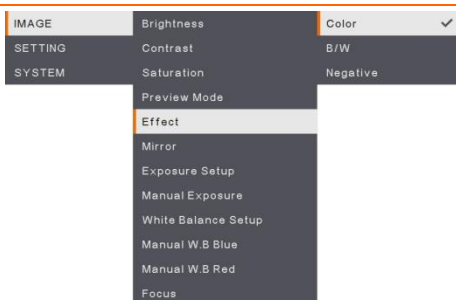 IMAGE
SETTING
SYSTEM
Brightness
Contrast
Saturation
Preview Mode
Effect
Mirror
Exposure Setup
Manual Exposure
White Balance Setup
Manual W.B Blue
Manual W.B Red
Focus
Color
B/W
Negative